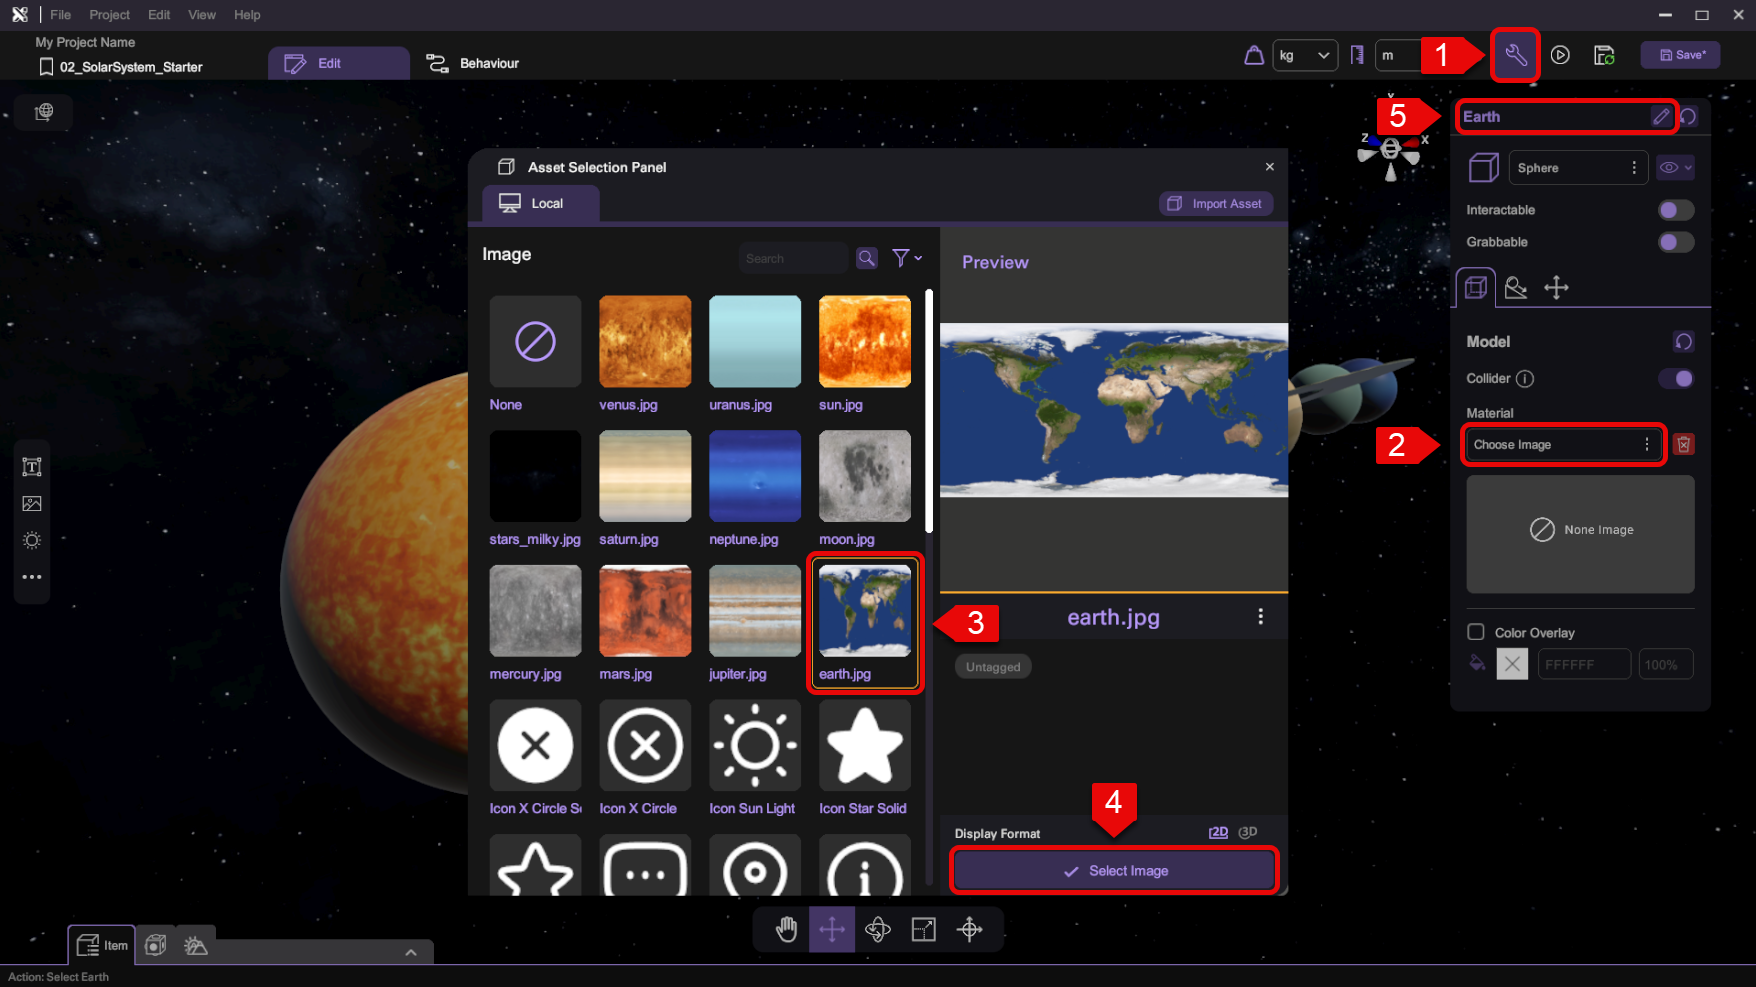 File Project Edit View Help
My Project Name
02_SolarSystem_Starter
Edit
Behaviour
kg
m
1
Save*
5
Earth
Y
Z
X
Asset Selection Panel
Local
Import Asset
Sphere
Interactable
Grabbable
Image
Search
Preview
None
venus.jpg
uranus.jpg
sun.jpg
Model
Collider
Material
2
Choose Image
None Image
stars_milky.jpg
saturn.jpg
neptune.jpg
moon.jpg
3
mercury.jpg
mars.jpg
jupiter.jpg
earth.jpg
earth.jpg
Untagged
Color Overlay
FFFFFF
100%
Icon X Circle So
Icon X Circle
Icon Sun Light
Icon Star Solid
4
Display Format
2D
3D
Select Image
Item
Action: Select Earth